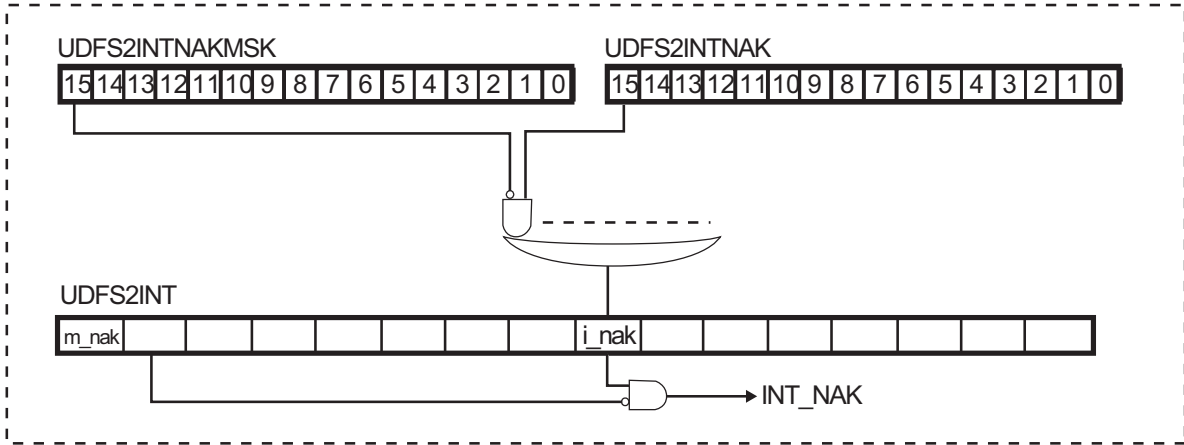 UDFS2INTNAKMSK UDFS2INTNAK
15 14 13 12 11 10 9 8 7 6 5 4 3 2 1 0 15 14 13 12 11 10 9 8 7 6 5 4 3 2 1 0
UDFS2INT
m_nak i_nak
INT_NAK